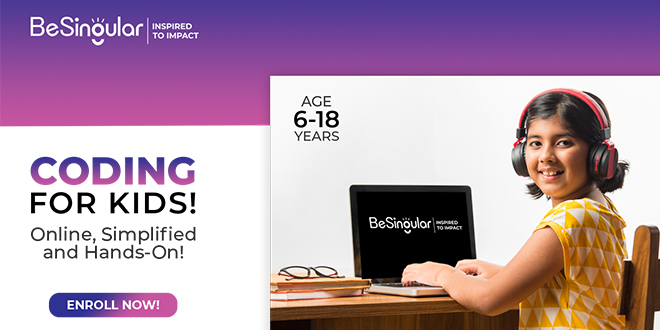 BeSingular | INSPIRED
TO IMPACT
AGE
6-18
YEARS
CODING
FOR KIDS!
Online, Simplified
and Hands-On!
ENROLL NOW!
BeSingular | INSPIRED
TO IMPACT